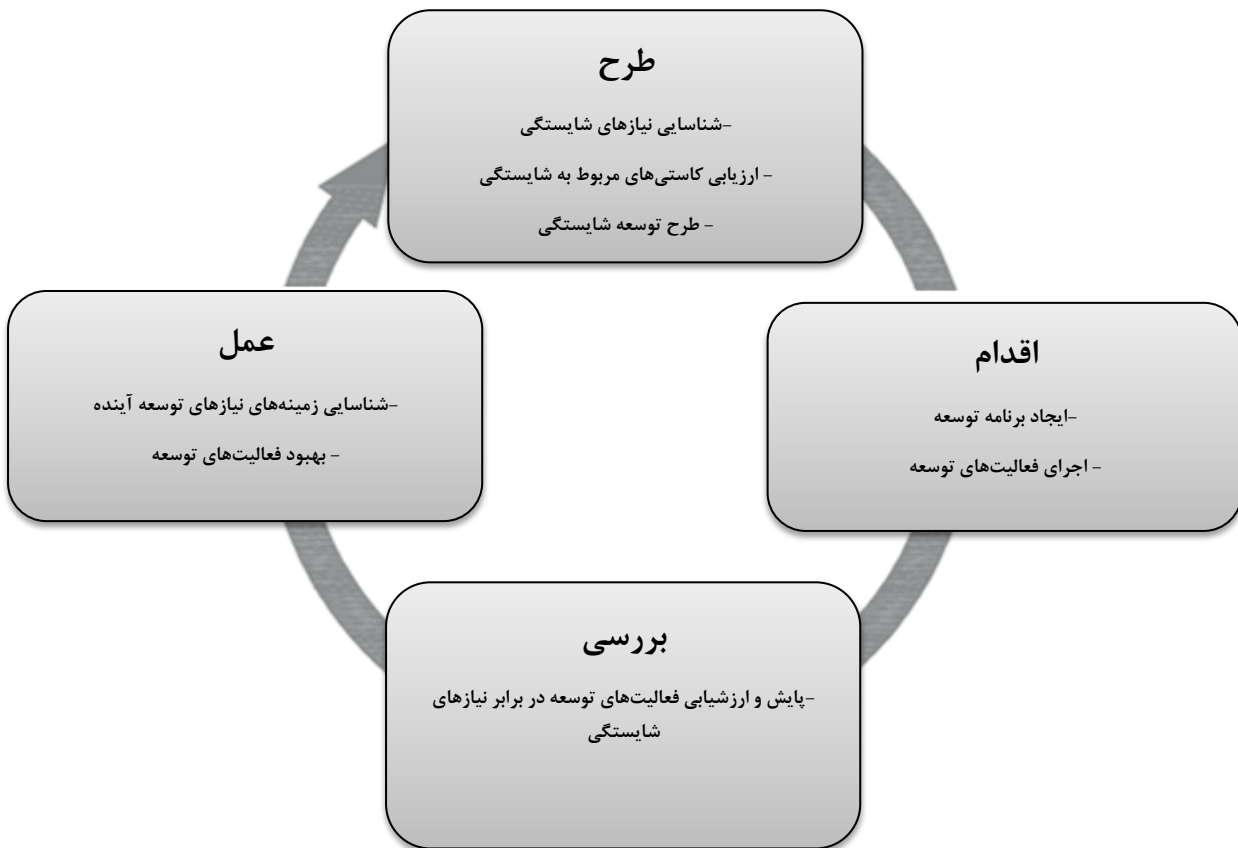 طرح
-شناسایی نیازهای شایستگی
- ارزیابی کاستی‌های مربوط به شایستگی
- طرح توسعه شایستگی
اقدام
-ایجاد برنامه توسعه
- اجرای فعالیت‌های توسعه
بررسی
-پایش و ارزشیابی فعالیت‌های توسعه در برابر نیازهای
شایستگی
عمل
-شناسایی زمینه‌های نیازهای توسعه آینده
- بهبود فعالیت‌های توسعه